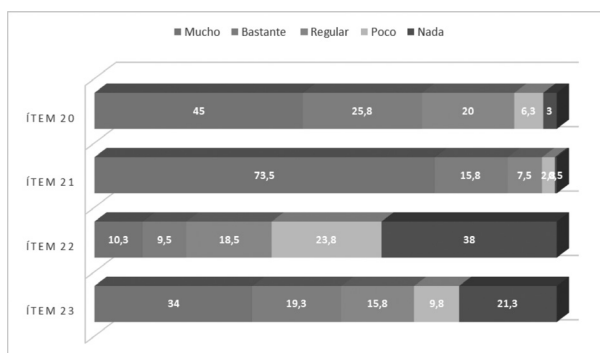 Mucho Bastante Regular Poco Nada
ÍTEM 20 45 25,8 20 6,3 3
ÍTEM 21 73,5 15,8 7,5
ÍTEM 22 10,3 9,5 18,5 23,8 38
ÍTEM 23 34 19,3 15,8 9,8 21,3